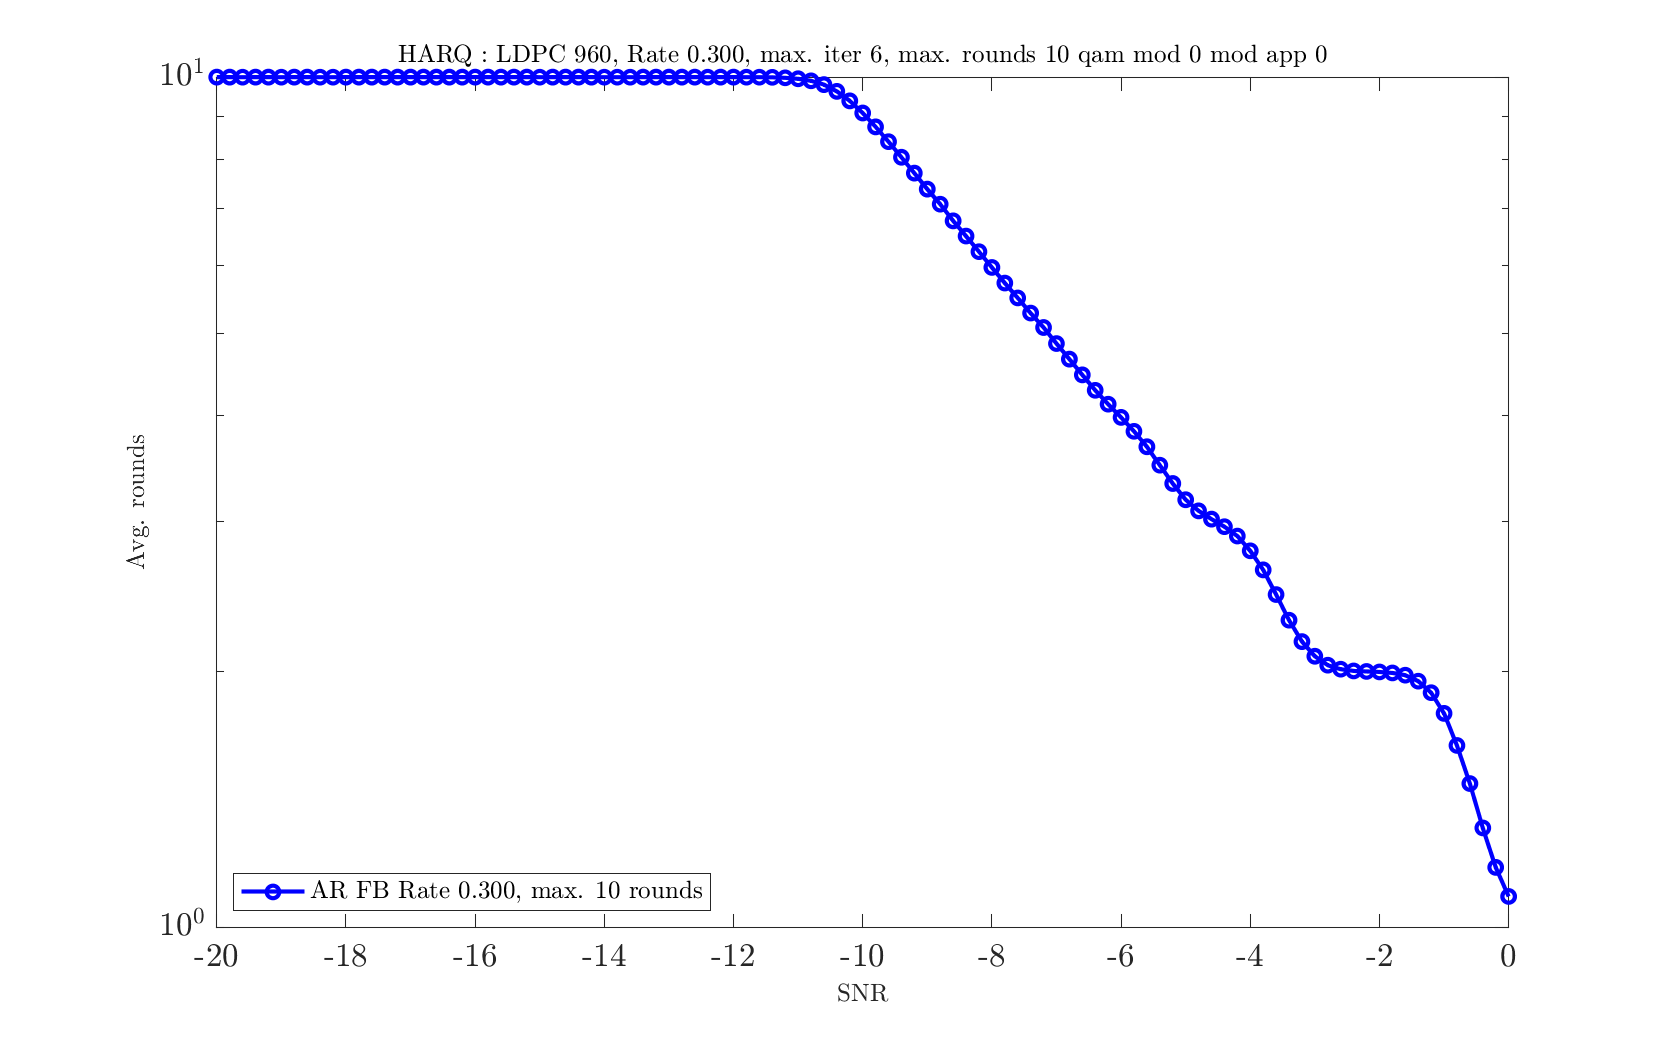 HARQ : LDPC 960, Rate 0.300, max. iter 6, max. rounds 10 qam mod 0 mod app 0
10^1
Avg. rounds
AR FB Rate 0.300, max. 10 rounds
10^0
-20 -18 -16 -14 -12 -10 -8 -6 -4 -2 0
SNR